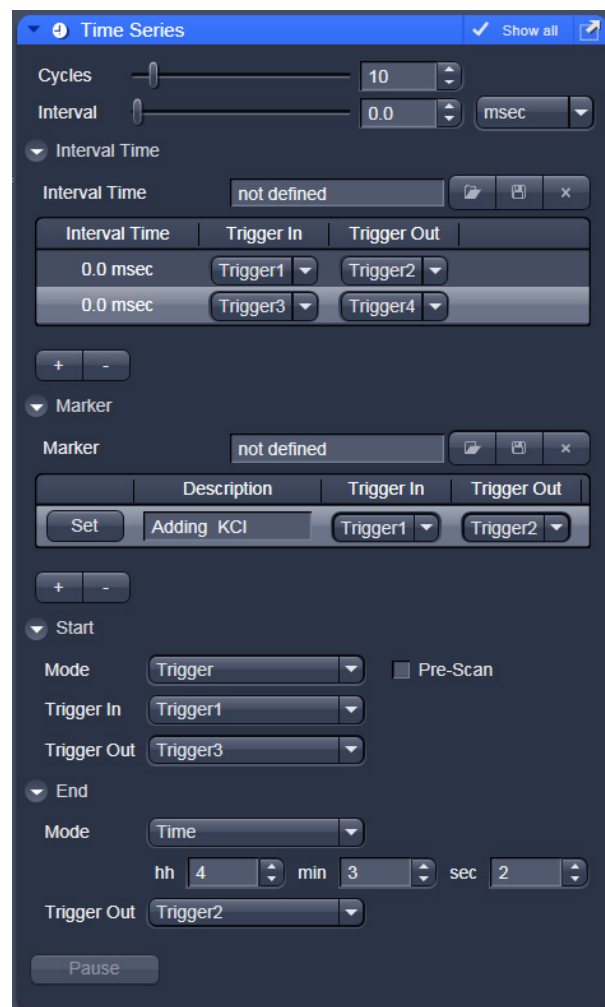 Time Series Show all
Cycles 10
Interval 0.0 msec
Interval Time
Interval Time not defined
Interval Time Trigger In Trigger Out
0.0 msec Trigger1 Trigger2
0.0 msec Trigger3 Trigger4
+ -
Marker
Marker not defined
Description Trigger In Trigger Out
Set Adding KCl Trigger1 Trigger2
+ -
Start
Mode Trigger Pre-Scan
Trigger In Trigger1
Trigger Out Trigger3
End
Mode Time
hh 4 min 3 sec 2
Trigger Out Trigger2
Pause